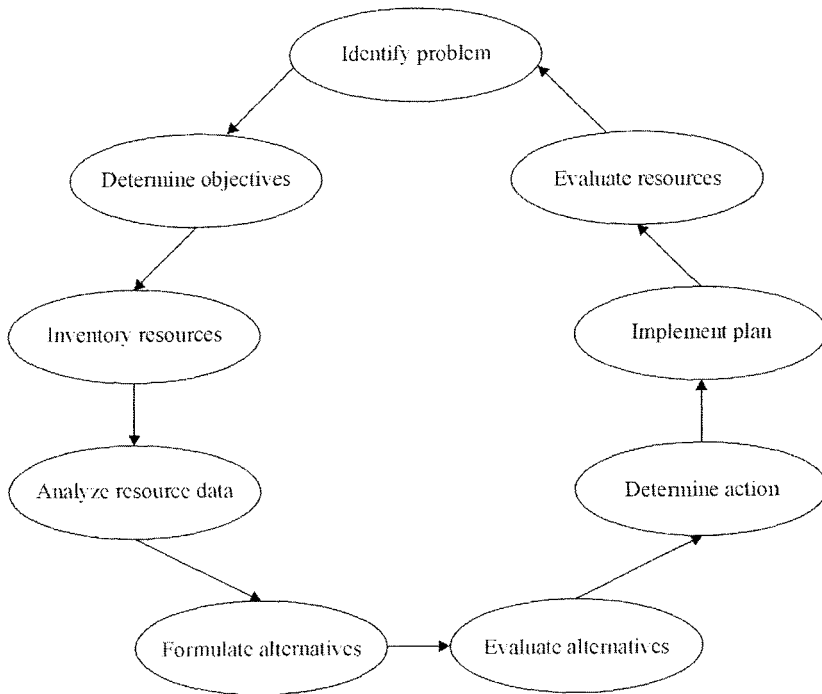 Identify problem
Determine objectives
Evaluate resources
Inventory resources
Implement plan
Analyze resource data
Determine action
Formulate alternatives
Evaluate alternatives